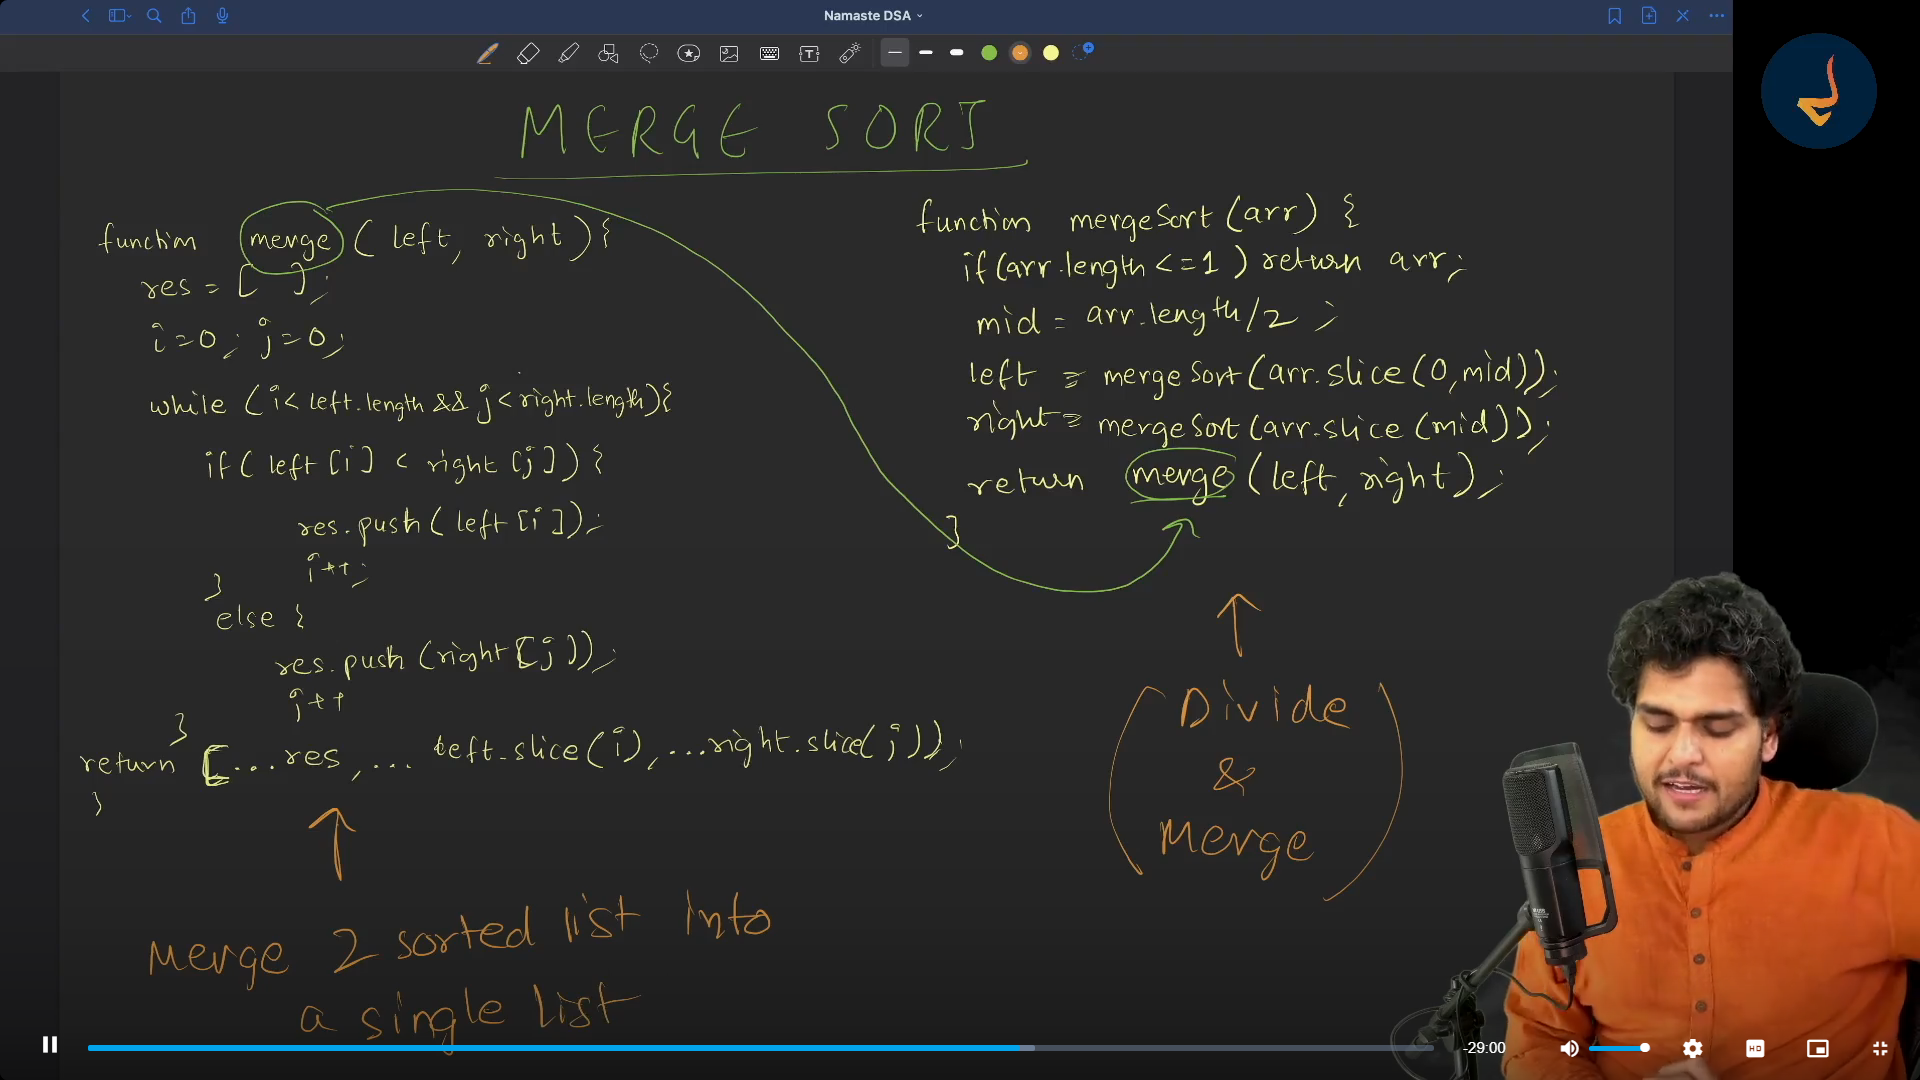 Namaste DSA
MERGE SORT
function merge (left, right) {
res = [ ];
i=0; j=0;
while (i< left.length && j< right.length){
if( left [i] < right [j]) {
res.push( left [i]);
i++;
}
else {
res.push (right[j]);
j++
}
return [...res, ... left.slice(i), ...right.slice(j)];
}
Merge 2 sorted list into
a single list
function mergeSort (arr) {
if(arr.length <=1) return arr;
mid = arr.length/2 ;
left = mergeSort(arr.slice(0,mid));
right = mergeSort(arr.slice(mid));
return merge (left, right);
}
Divide
&
Merge
-29:00
HD